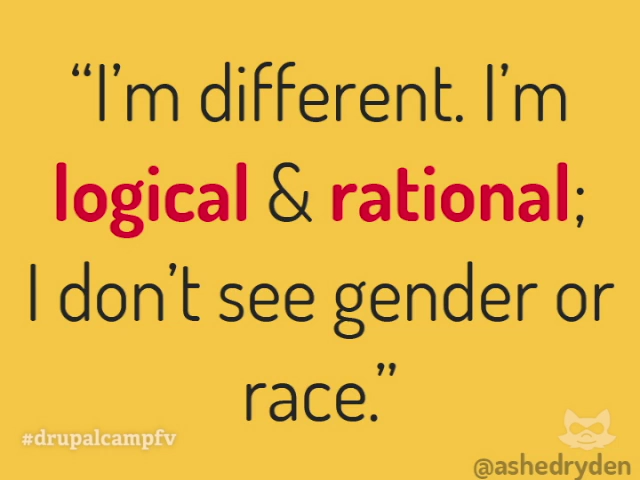 “I’m different. I’m
logical & rational;
I don’t see gender or
race.”
#drupalcampfv
@ashedryden